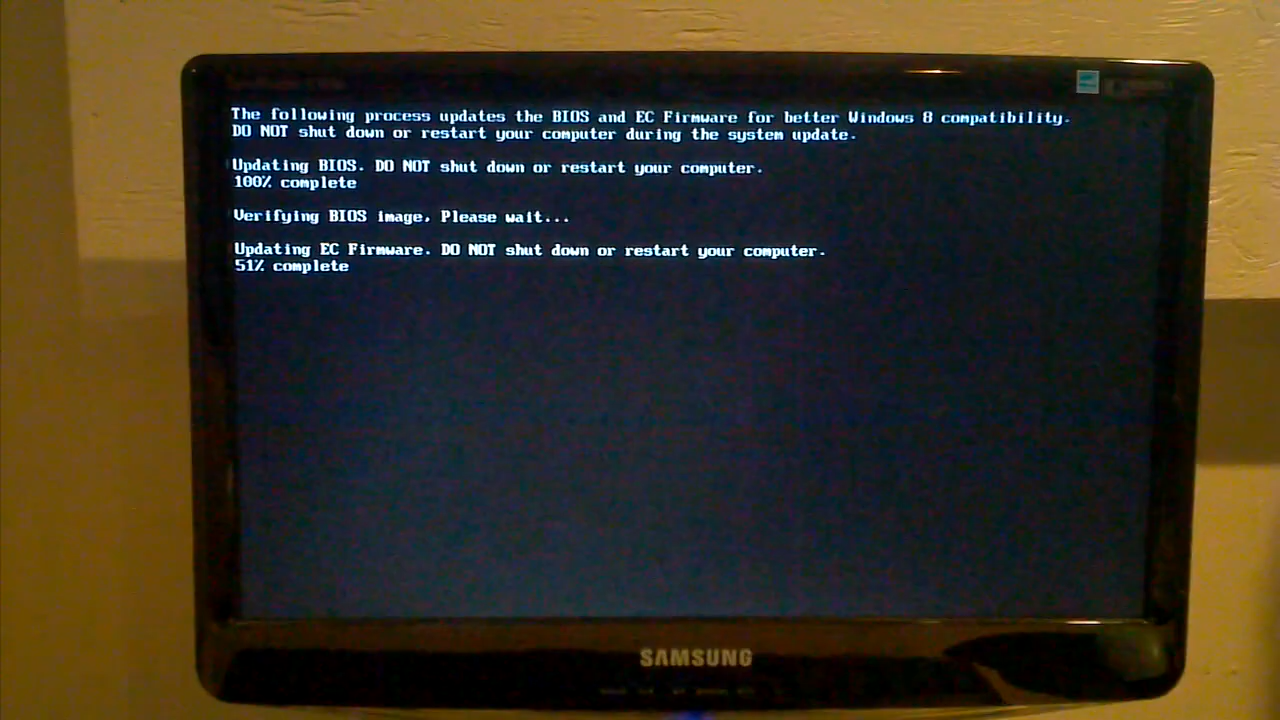 The following process updates the BIOS and EC Firmware for better Windows 8 compatibility.
DO NOT shut down or restart your computer during the system update.
Updating BIOS. DO NOT shut down or restart your computer.
100% complete
Verifying BIOS image, Please wait...
Updating EC Firmware. DO NOT shut down or restart your computer.
51% complete
SAMSUNG